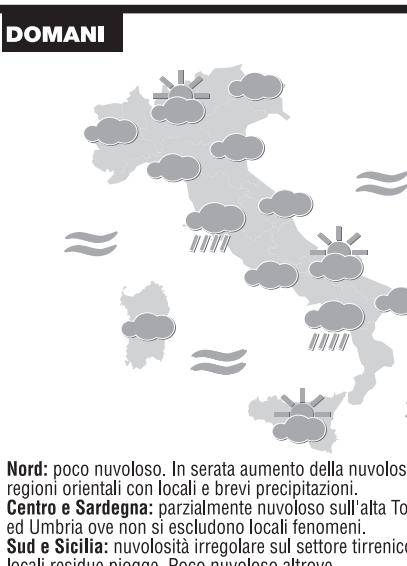 DOMANI
Nord: poco nuvoloso. In serata aumento della nuvolos
regioni orientali con locali e brevi precipitazioni.
Centro e Sardegna: parzialmente nuvoloso sull'alta To
ed Umbria ove non si escludono locali fenomeni.
Sud e Sicilia: nuvolosità irregolare sul settore tirrenico
locali residue piogge. Poco nuvoloso altrove.